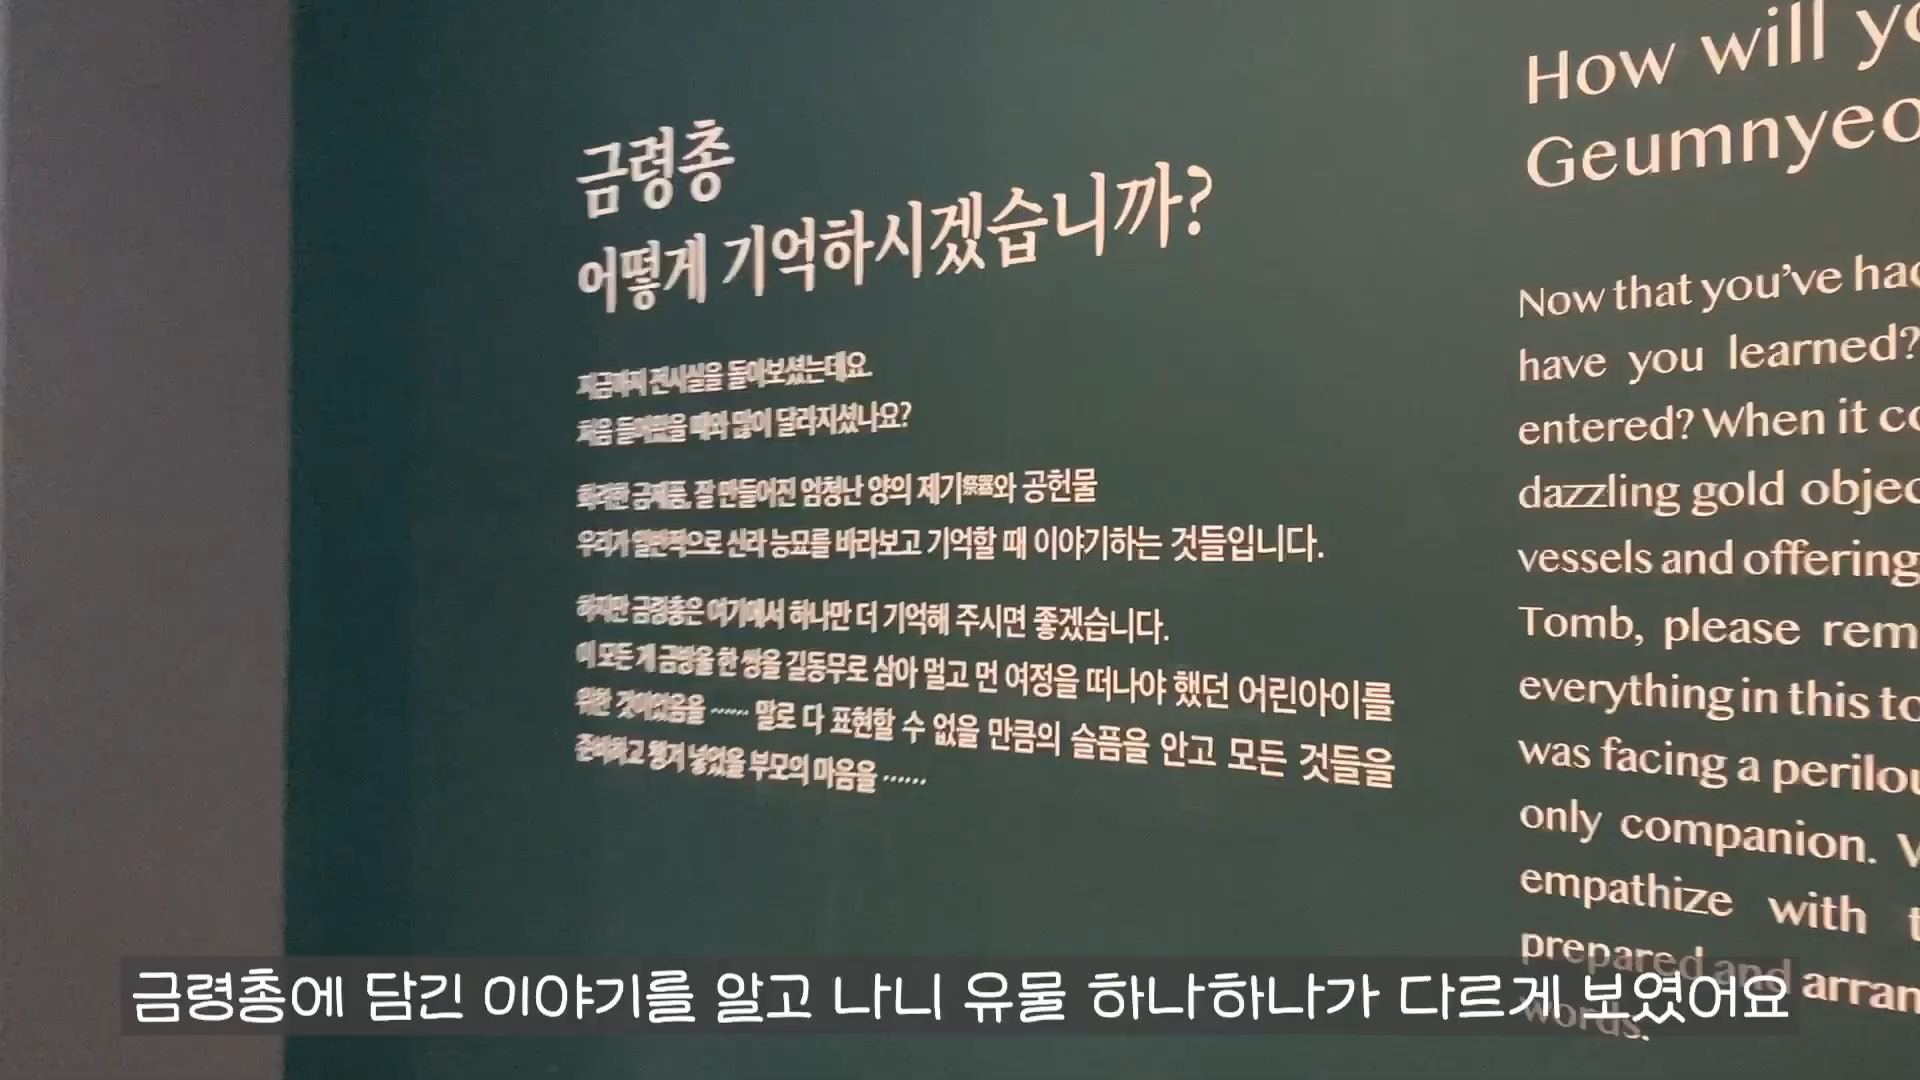 금령총
어떻게 기억하시겠습니까?
지금까지 전시실을 돌아보셨는데요.
처음 들어왔을 때와 많이 달라지셨나요?
화려한 금제품, 잘 만들어진 엄청난 양의 제기祭器와 공헌물
우리가 일반적으로 신라 능묘를 바라보고 기억할 때 이야기하는 것들입니다.
하지만 금령총은 여기에서 하나만 더 기억해 주시면 좋겠습니다.
이 모든 게 금방울 한 쌍을 길동무로 삼아 멀고 먼 여정을 떠나야 했던 어린아이를
위한 것이었음을 …… 말로 다 표현할 수 없을 만큼의 슬픔을 안고 모든 것들을
준비하고 챙겨 넣었을 부모의 마음을 ……
How will yo
Geumnyeo
Now that you've had
have you learned?
entered? When it co
dazzling gold objec
vessels and offering
Tomb, please rem
everything in this to
was facing a perilou
only companion.
empathize with t
prepared and arran
words.
금령총에 담긴 이야기를 알고 나니 유물 하나하나가 다르게 보였어요